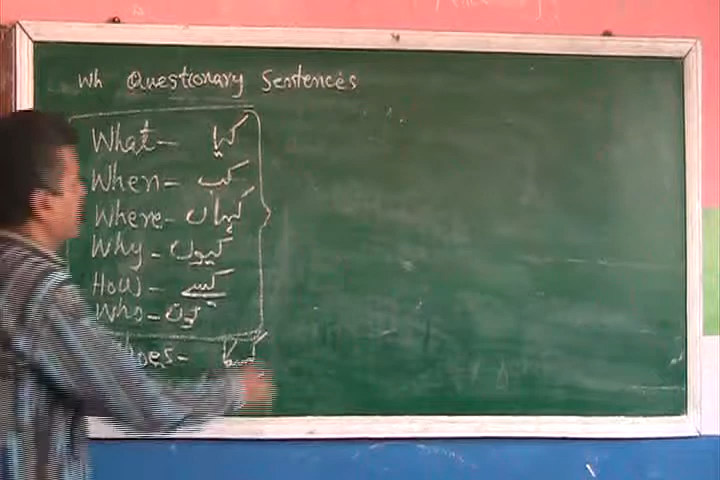 Wh Questionary Sentences
What - کیا
When - کب
Where - کہاں
Why - کیوں
How - کیسے
Who - کون